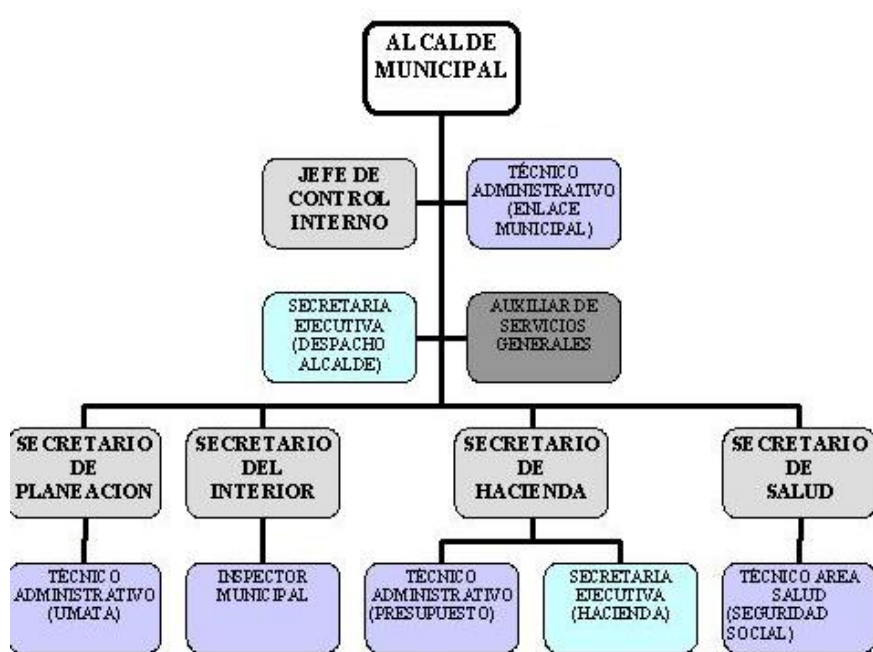 ALCALDE
MUNICIPAL
JEFE DE
CONTROL
INTERNO
TÉCNICO
ADMINISTRATIVO
(ENLACE
MUNICIPAL)
SECRETARIA
EJECUTIVA
(DESPACHO
ALCALDE)
AUXILIAR DE
SERVICIOS
GENERALES
SECRETARIO
DE
PLANEACION
SECRETARIO
DEL
INTERIOR
SECRETARIO
DE
HACIENDA
SECRETARIO
DE
SALUD
TÉCNICO
ADMINISTRATIVO
(UMATA)
INSPECTOR
MUNICIPAL
TÉCNICO
ADMINISTRATIVO
(PRESUPUESTO)
SECRETARIA
EJECUTIVA
(HACIENDA)
TÉCNICO AREA
SALUD
(SEGURIDAD
SOCIAL)